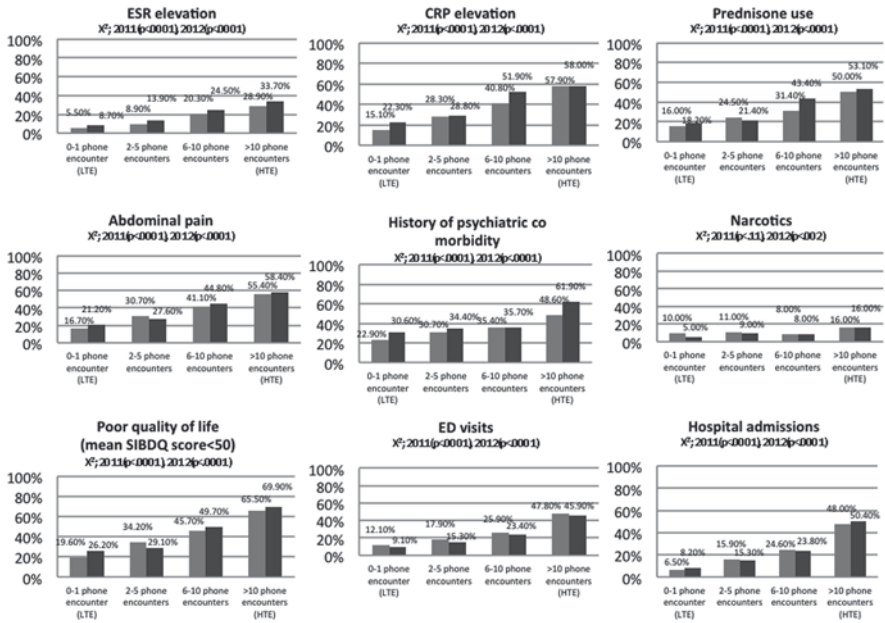 ESR elevation
X²; 2011(p<.0001), 2012(p<.0001)
100%
80%
60%
40%
20%
0%
5.50%
8.70%
8.90%
13.90%
20.30%
24.50%
28.90%
33.70%
0-1 phone encounter (LTE)
2-5 phone encounters
6-10 phone encounters
>10 phone encounters (HTE)
CRP elevation
X²; 2011(p<.0001), 2012(p<.0001)
100%
80%
60%
40%
20%
0%
15.10%
22.30%
28.30%
28.80%
40.80%
51.90%
57.90%
58.00%
0-1 phone encounter (LTE)
2-5 phone encounters
6-10 phone encounters
>10 phone encounters (HTE)
Prednisone use
X²; 2011(p<.0001), 2012(p<.0001)
100%
80%
60%
40%
20%
0%
16.00%
18.20%
24.50%
21.40%
31.40%
43.40%
50.00%
53.10%
0-1 phone encounter (LTE)
2-5 phone encounters
6-10 phone encounters
>10 phone encounters (HTE)
Abdominal pain
X²; 2011(p<.0001), 2012(p<.0001)
100%
80%
60%
40%
20%
0%
16.70%
21.20%
30.70%
27.60%
41.10%
44.80%
55.40%
58.40%
0-1 phone encounter (LTE)
2-5 phone encounters
6-10 phone encounters
>10 phone encounters (HTE)
History of psychiatric co
morbidity
X²; 2011(p<.0001), 2012(p<.0001)
100%
80%
60%
40%
20%
0%
22.90%
30.60%
30.70%
34.40%
35.40%
35.70%
48.60%
61.90%
0-1 phone encounter (LTE)
2-5 phone encounters
6-10 phone encounters
>10 phone encounters (HTE)
Narcotics
X²; 2011(p<.11), 2012(p<.002)
100%
80%
60%
40%
20%
0%
10.00%
5.00%
11.00%
9.00%
8.00%
8.00%
16.00%
16.00%
0-1 phone encounter (LTE)
2-5 phone encounters
6-10 phone encounters
>10 phone encounters (HTE)
Poor quality of life
(mean SIBDQ score<50)
X²; 2011(p<.0001), 2012(p<.0001)
100%
80%
60%
40%
20%
0%
19.60%
26.20%
34.20%
29.10%
45.70%
49.70%
65.50%
69.90%
0-1 phone encounter (LTE)
2-5 phone encounters
6-10 phone encounters
>10 phone encounters (HTE)
ED visits
X²; 2011(p<.0001), 2012(p<.0001)
100%
80%
60%
40%
20%
0%
12.10%
9.10%
17.90%
15.30%
25.90%
23.40%
47.80%
45.90%
0-1 phone encounter (LTE)
2-5 phone encounters
6-10 phone encounters
>10 phone encounters (HTE)
Hospital admissions
X²; 2011(p<.0001), 2012(p<.0001)
100%
80%
60%
40%
20%
0%
6.50%
8.20%
15.90%
15.30%
24.60%
23.80%
48.00%
50.40%
0-1 phone encounter (LTE)
2-5 phone encounters
6-10 phone encounters
>10 phone encounters (HTE)